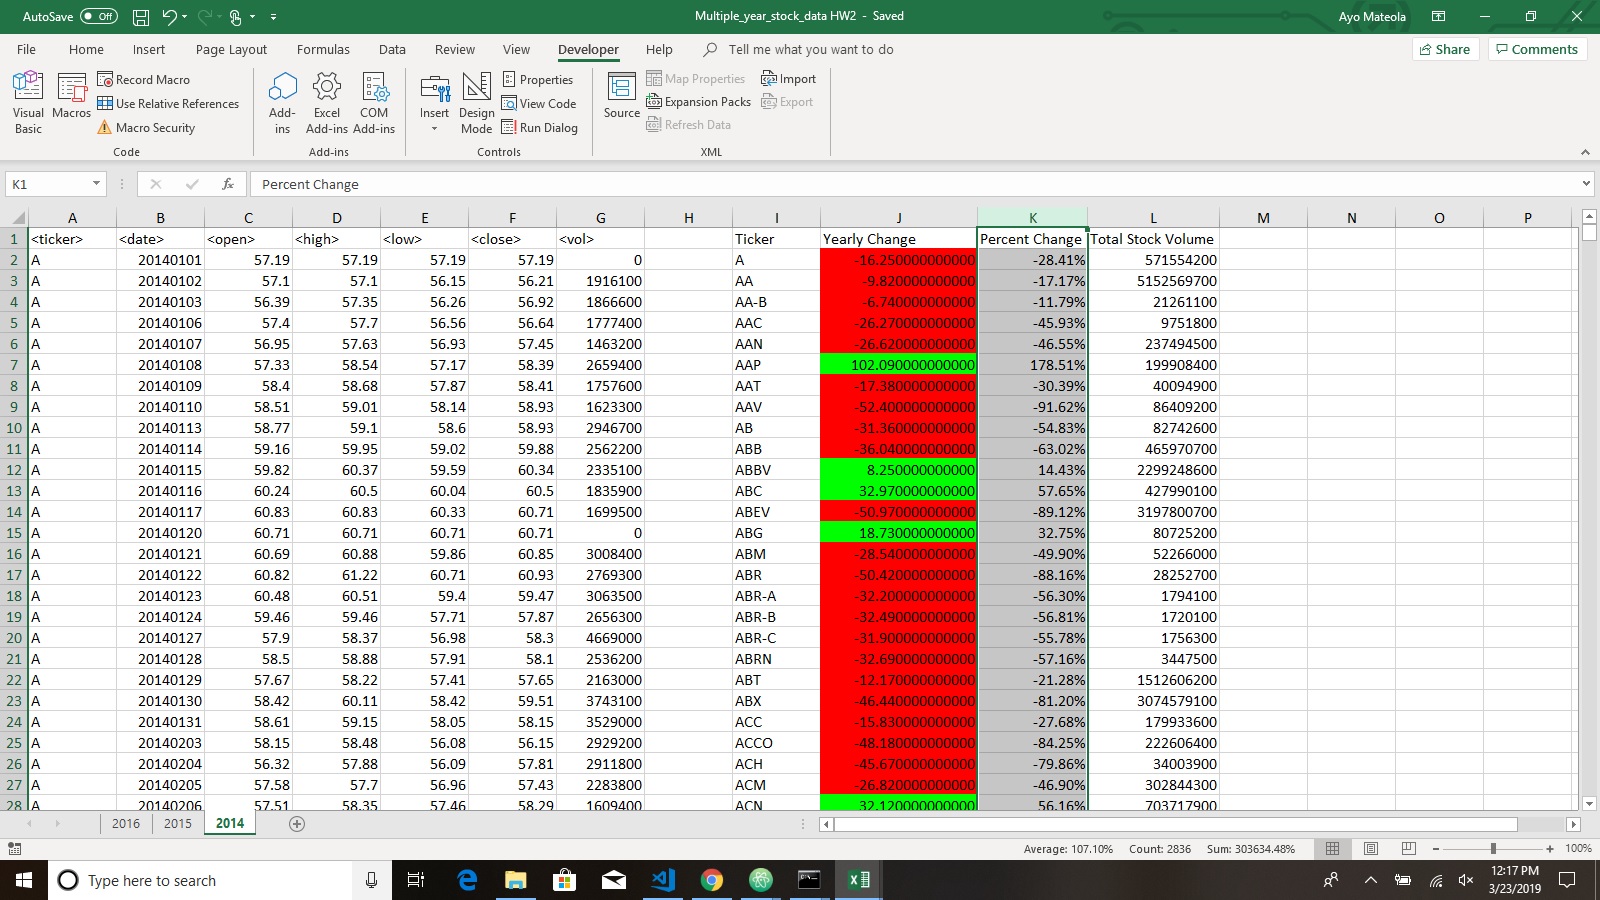 AutoSave Off Multiple_year_stock_data HW2 - Saved Ayo Mateola
File Home Insert Page Layout Formulas Data Review View Developer Help Tell me what you want to do Share Comments
Visual Basic
Macros
Record Macro
Use Relative References
Macro Security
Code
Add-ins
Excel Add-ins
COM Add-ins
Add-ins
Insert
Design Mode
Properties
View Code
Run Dialog
Controls
Source
Map Properties
Expansion Packs
Refresh Data
Import
Export
XML
K1 fx Percent Change
A B C D E F G H I J K L M N O P
1 <ticker> <date> <open> <high> <low> <close> <vol> Ticker Yearly Change Percent Change Total Stock Volume
2 A 20140101 57.19 57.19 57.19 57.19 0 A -16.250000000000 -28.41% 571554200
3 A 20140102 57.1 57.1 56.15 56.21 1916100 AA -9.820000000000 -17.17% 5152569700
4 A 20140103 56.39 57.35 56.26 56.92 1866600 AA-B -6.740000000000 -11.79% 21261100
5 A 20140106 57.4 57.7 56.56 56.64 1777400 AAC -26.270000000000 -45.93% 9751800
6 A 20140107 56.95 57.63 56.93 57.45 1463200 AAN -26.620000000000 -46.55% 237494500
7 A 20140108 57.33 58.54 57.17 58.39 2659400 AAP 102.090000000000 178.51% 199908400
8 A 20140109 58.4 58.68 57.87 58.41 1757600 AAT -17.380000000000 -30.39% 40094900
9 A 20140110 58.51 59.01 58.14 58.93 1623300 AAV -52.400000000000 -91.62% 86409200
10 A 20140113 58.77 59.1 58.6 58.93 2946700 AB -31.360000000000 -54.83% 82742600
11 A 20140114 59.16 59.95 59.02 59.88 2562200 ABB -36.040000000000 -63.02% 465970700
12 A 20140115 59.82 60.37 59.59 60.34 2335100 ABBV 8.250000000000 14.43% 2299248600
13 A 20140116 60.24 60.5 60.04 60.5 1835900 ABC 32.970000000000 57.65% 427990100
14 A 20140117 60.83 60.83 60.33 60.71 1699500 ABEV -50.970000000000 -89.12% 3197800700
15 A 20140120 60.71 60.71 60.71 60.71 0 ABG 18.730000000000 32.75% 80725200
16 A 20140121 60.69 60.88 59.86 60.85 3008400 ABM -28.540000000000 -49.90% 52266000
17 A 20140122 60.82 61.22 60.71 60.93 2769300 ABR -50.420000000000 -88.16% 28252700
18 A 20140123 60.48 60.51 59.4 59.47 3063500 ABR-A -32.200000000000 -56.30% 1794100
19 A 20140124 59.46 59.46 57.71 57.87 2656300 ABR-B -32.490000000000 -56.81% 1720100
20 A 20140127 57.9 58.37 56.98 58.3 4669000 ABR-C -31.900000000000 -55.78% 1756300
21 A 20140128 58.5 58.88 57.91 58.1 2536200 ABRN -32.690000000000 -57.16% 3447500
22 A 20140129 57.67 58.22 57.41 57.65 2163000 ABT -12.170000000000 -21.28% 1512606200
23 A 20140130 58.42 60.11 58.42 59.51 3743100 ABX -46.440000000000 -81.20% 3074579100
24 A 20140131 58.61 59.15 58.05 58.15 3529000 ACC -15.830000000000 -27.68% 179933600
25 A 20140203 58.15 58.48 56.08 56.15 2929200 ACCO -48.180000000000 -84.25% 222606400
26 A 20140204 56.32 57.88 56.09 57.81 2911800 ACH -45.670000000000 -79.86% 34003900
27 A 20140205 57.58 57.7 56.96 57.43 2283800 ACM -26.820000000000 -46.90% 302844300
28 A 20140206 57.51 58.35 57.46 58.29 1609400 ACN 32.120000000000 56.16% 703717900
2016 2015 2014
Average: 107.10% Count: 2836 Sum: 303634.48% 100%
Type here to search
12:17 PM
3/23/2019